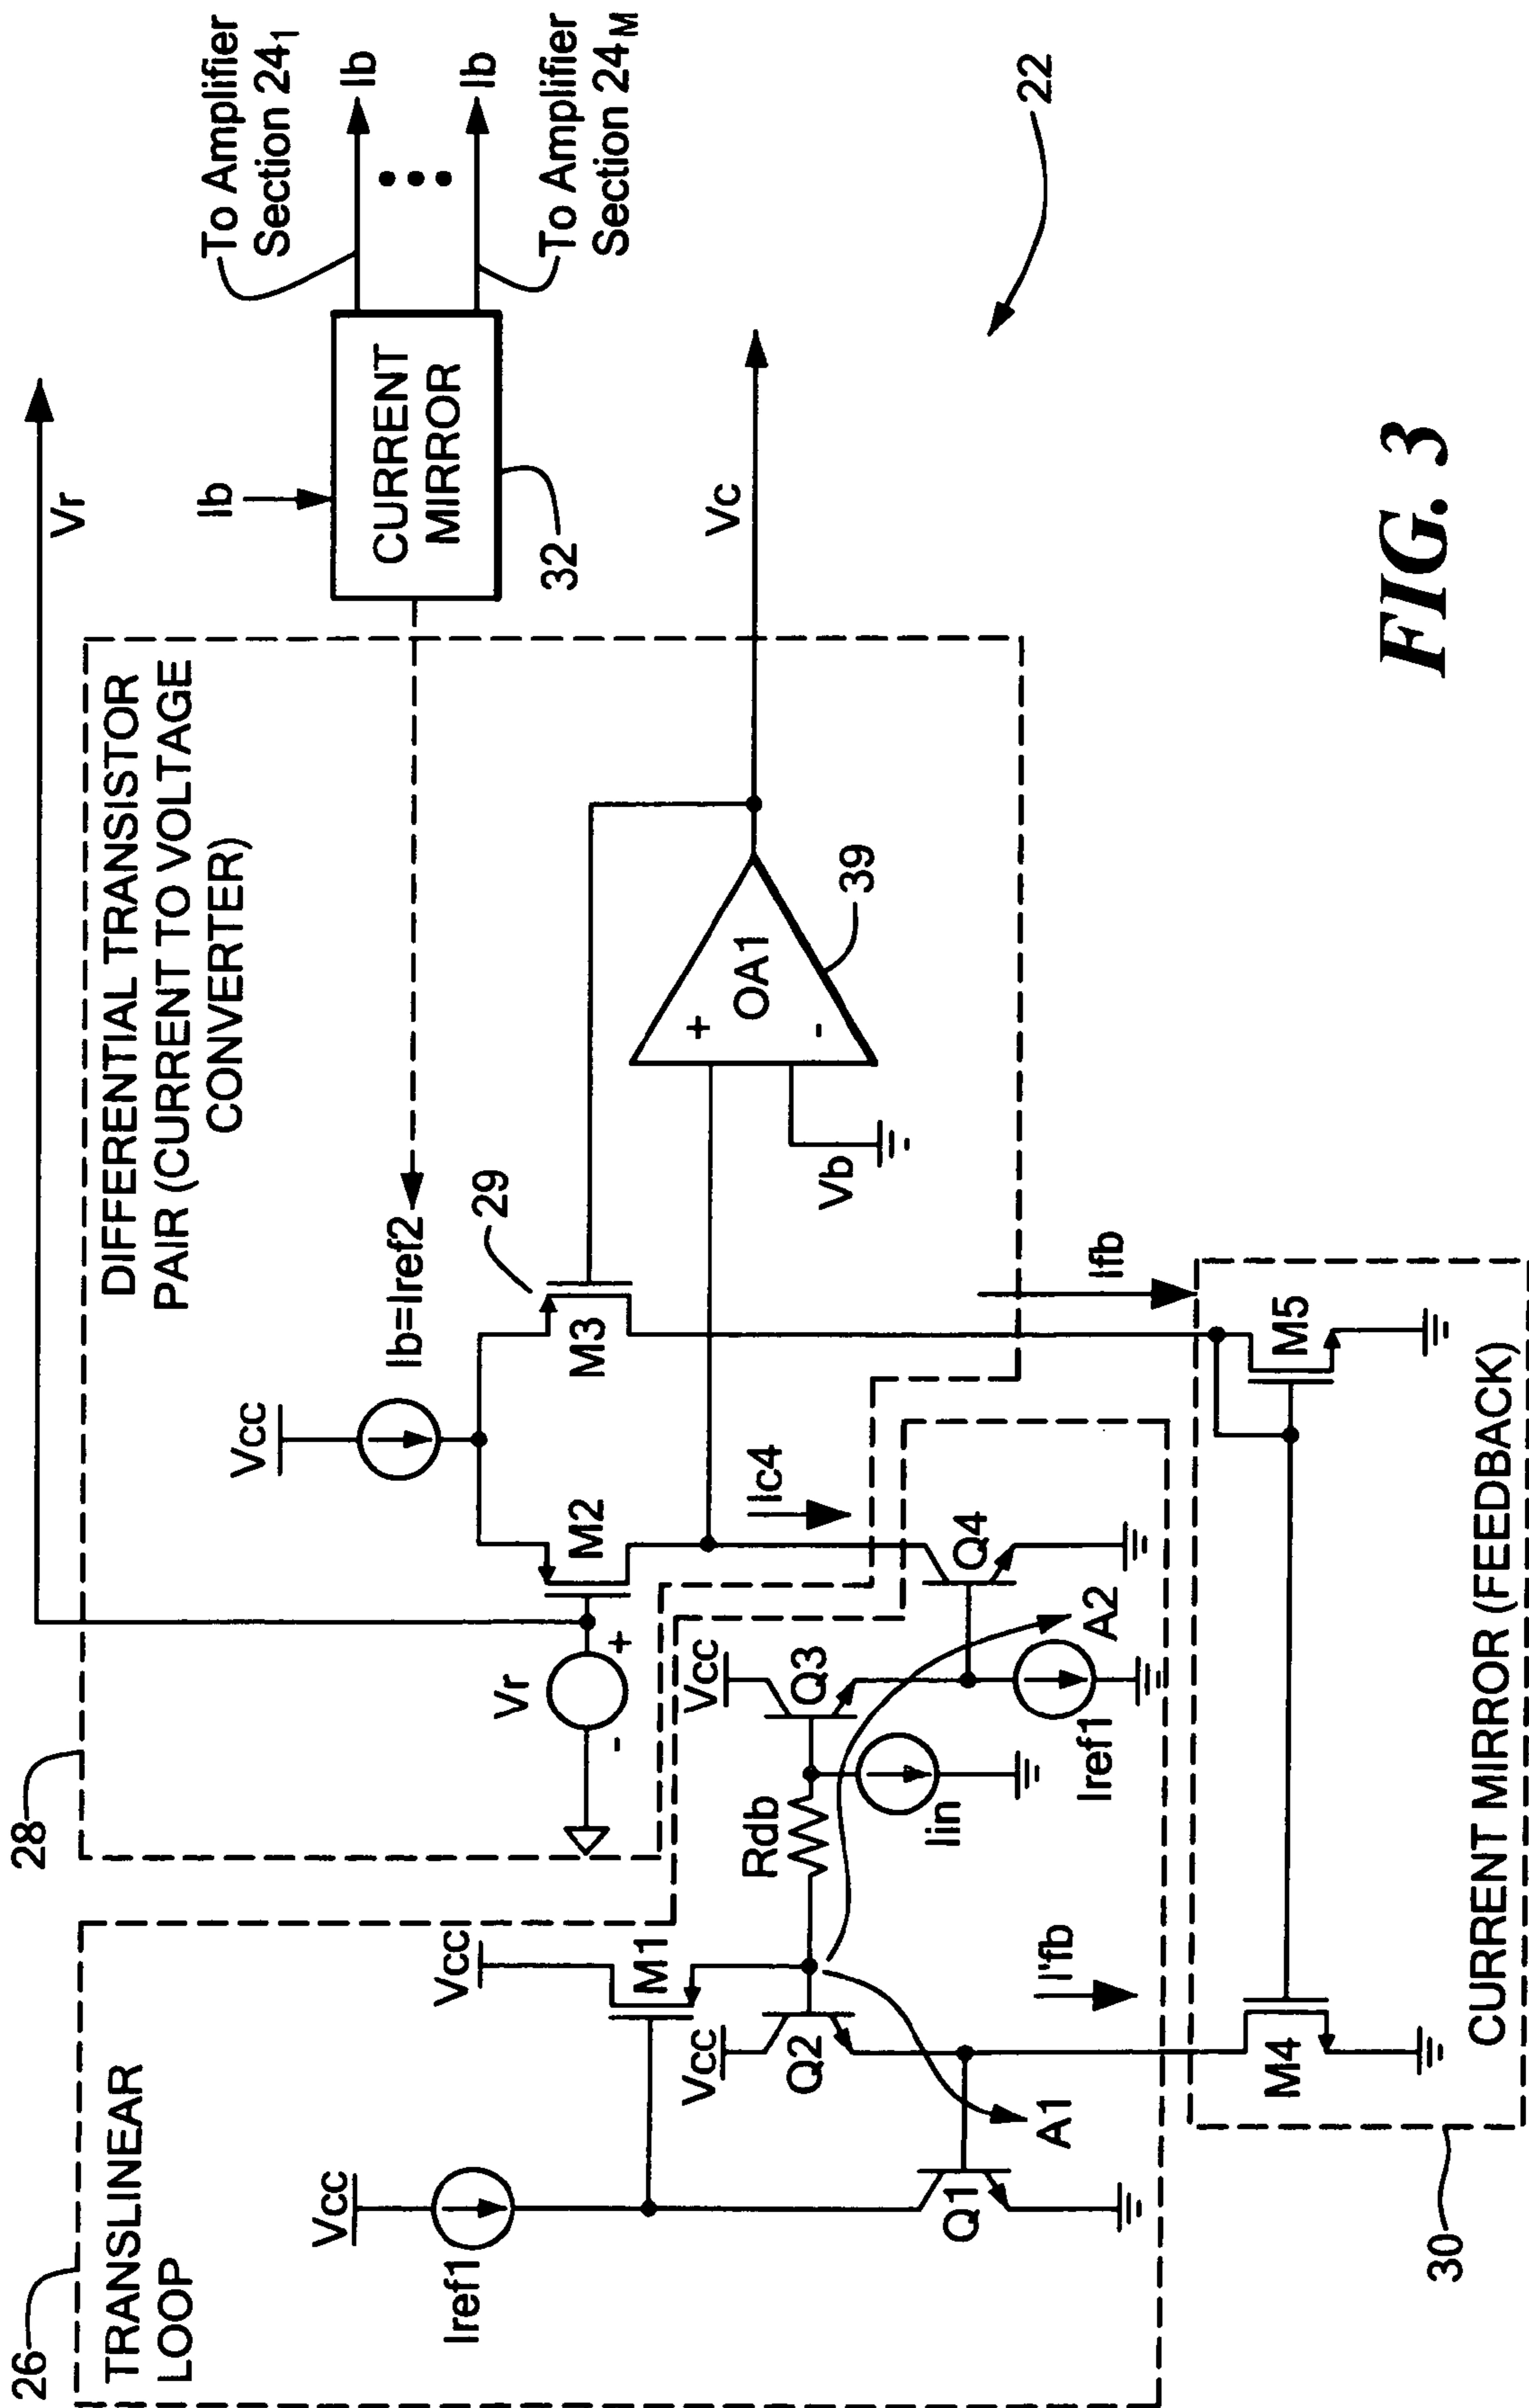 26
TRANSLINEAR
LOOP
28
Vr
DIFFERENTIAL TRANSISTOR
PAIR (CURRENT TO VOLTAGE
CONVERTER)
Ib
CURRENT
MIRROR
32
To Amplifier
Section 24₁
Ib
Ib
To Amplifier
Section 24M
Vcc
Iref1
Vcc
M1
Vr
+
-
Vcc
Ib=Iref2
M2
M3
29
Vcc
Q2
Rdb
Vcc
Q3
Iin
Iref1
Q4
Ic4
Vb
+
-
OA1
39
Vc
22
Q1
A1
A2
I'fb
Ifb
M4
M5
30
CURRENT MIRROR (FEEDBACK)
FIG. 3